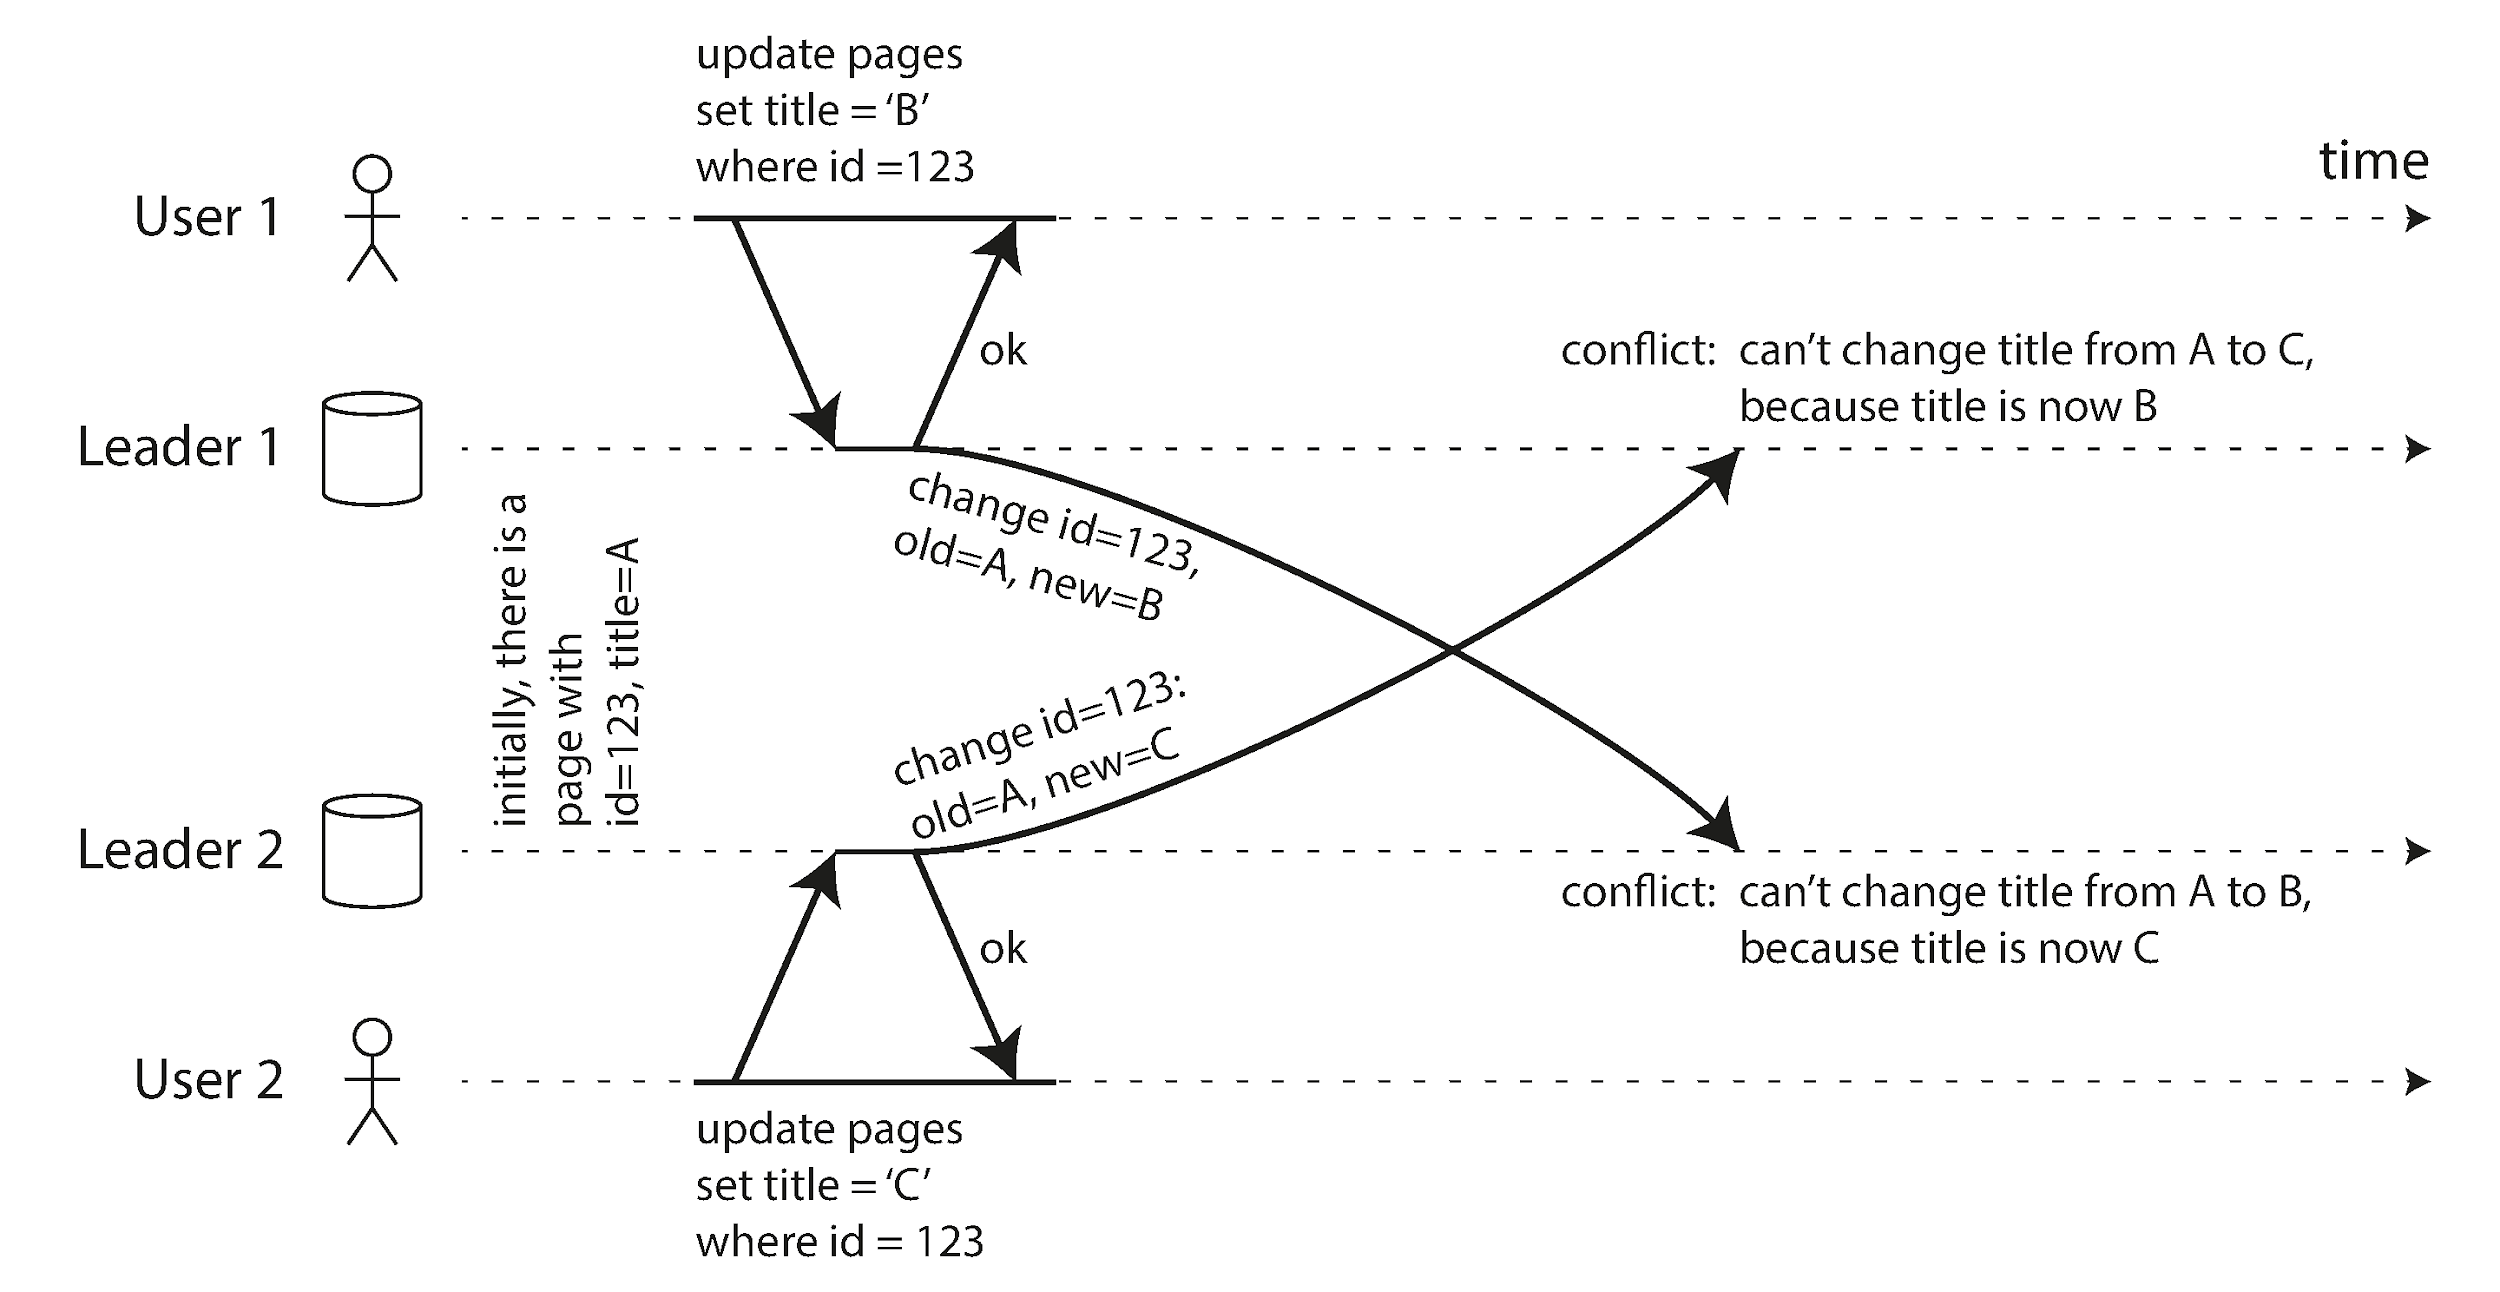 update pages
set title = ‘B’
where id =123
time
User 1
ok
conflict: can’t change title from A to C,
because title is now B
Leader 1
change id=123,
old=A, new=B
initially, there is a
page with
id=123, title=A
change id=123:
old=A, new=C
Leader 2
conflict: can’t change title from A to B,
because title is now C
ok
User 2
update pages
set title = ‘C’
where id = 123